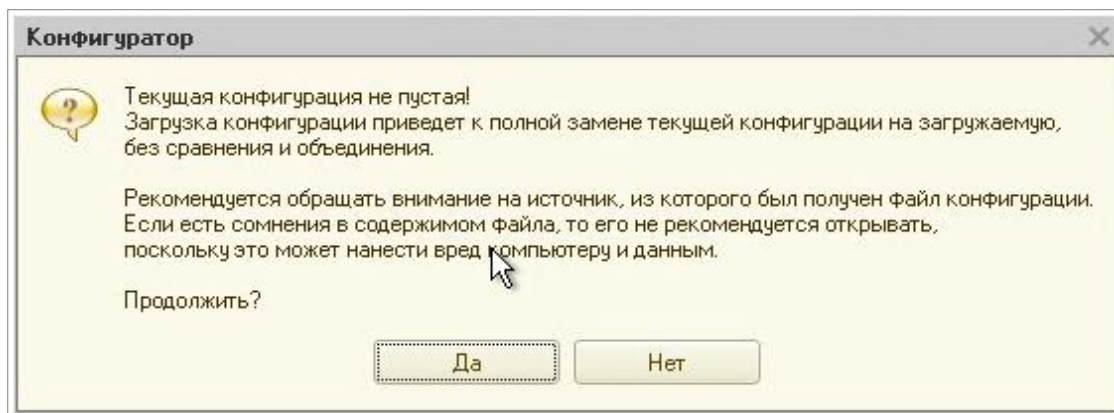 Конфигуратор
Текущая конфигурация не пустая!
Загрузка конфигурации приведет к полной замене текущей конфигурации на загружаемую,
без сравнения и объединения.
Рекомендуется обращать внимание на источник, из которого был получен файл конфигурации.
Если есть сомнения в содержимом файла, то его не рекомендуется открывать,
поскольку это может нанести вред компьютеру и данным.
Продолжить?
Да
Нет